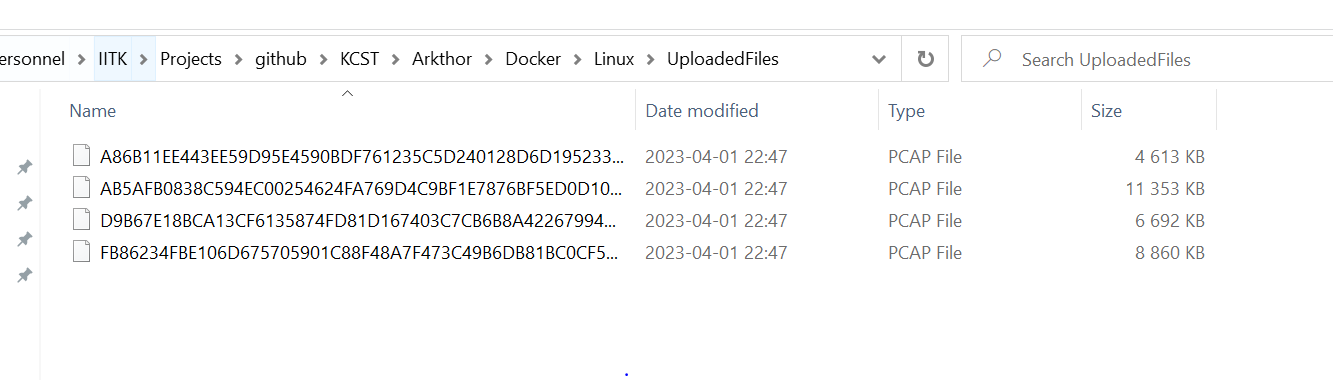 ersonnel > IITK > Projects > github > KCST > Arkthor > Docker > Linux > UploadedFiles Search UploadedFiles
Name Date modified Type Size
A86B11EE443EE59D95E4590BDF761235C5D240128D6D195233... 2023-04-01 22:47 PCAP File 4 613 KB
AB5AFB0838C594EC00254624FA769D4C9BF1E7876BF5ED0D10... 2023-04-01 22:47 PCAP File 11 353 KB
D9B67E18BCA13CF6135874FD81D167403C7CB6B8A42267994... 2023-04-01 22:47 PCAP File 6 692 KB
FB86234FBE106D675705901C88F48A7F473C49B6DB81BC0CF5... 2023-04-01 22:47 PCAP File 8 860 KB